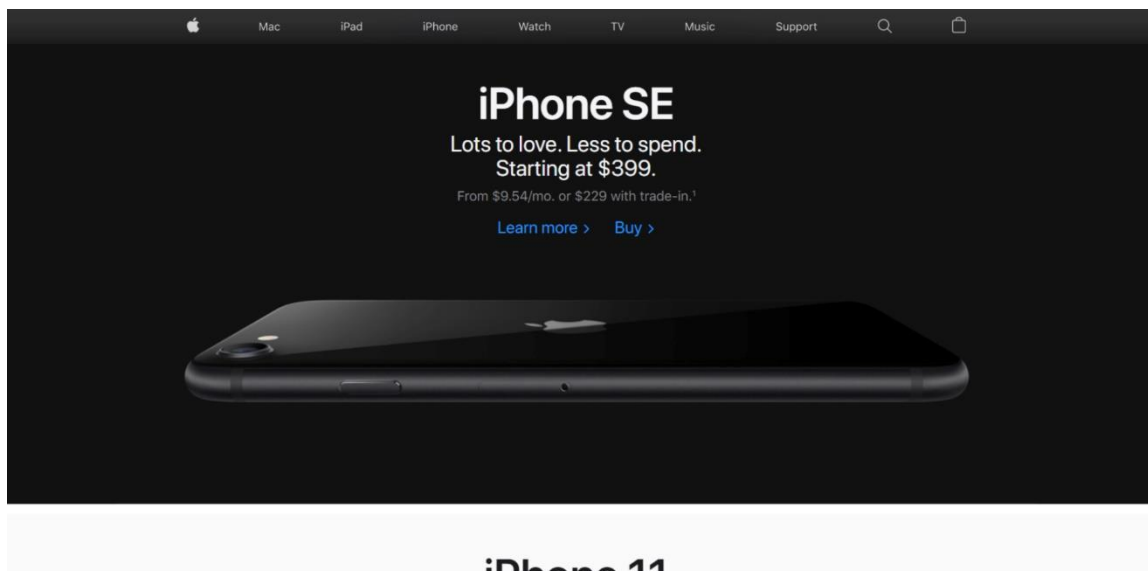 Mac iPad iPhone Watch TV Music Support
iPhone SE
Lots to love. Less to spend.
Starting at $399.
From $9.54/mo. or $229 with trade-in.¹
Learn more > Buy >
iPhone 11